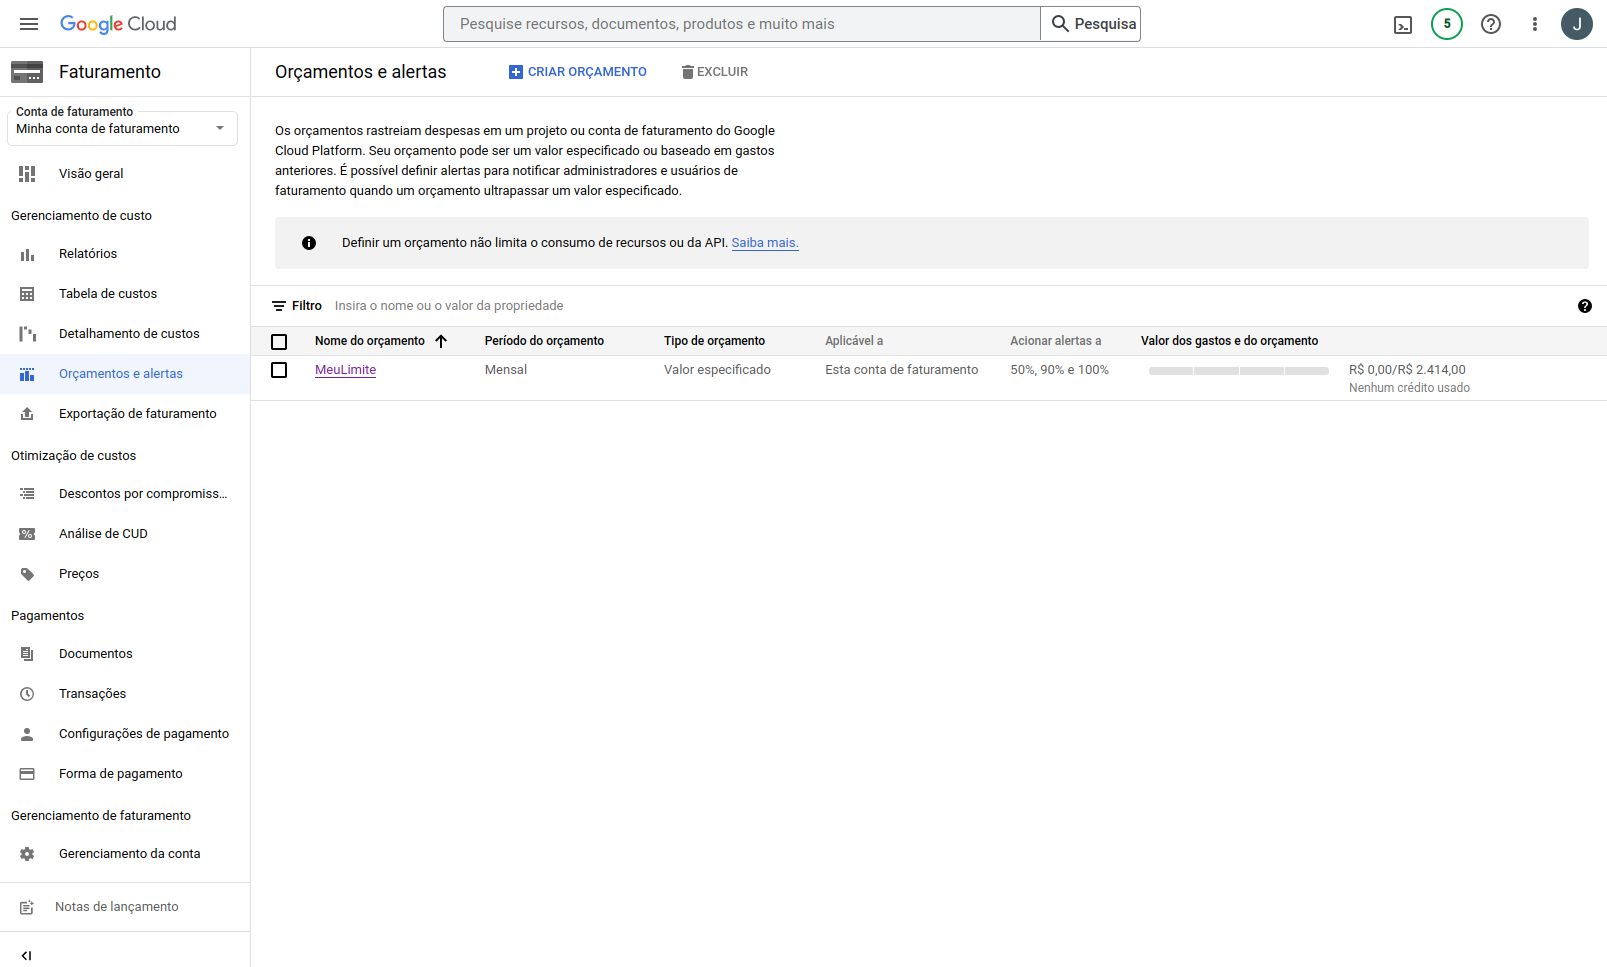 Google Cloud
Pesquise recursos, documentos, produtos e muito mais
Pesquisa
5
J
Faturamento
Orçamentos e alertas
CRIAR ORÇAMENTO
EXCLUIR
Conta de faturamento
Minha conta de faturamento
Visão geral
Gerenciamento de custo
Relatórios
Tabela de custos
Detalhamento de custos
Orçamentos e alertas
Exportação de faturamento
Otimização de custos
Descontos por compromiss...
Análise de CUD
Preços
Pagamentos
Documentos
Transações
Configurações de pagamento
Forma de pagamento
Gerenciamento de faturamento
Gerenciamento da conta
Notas de lançamento
Os orçamentos rastreiam despesas em um projeto ou conta de faturamento do Google
Cloud Platform. Seu orçamento pode ser um valor especificado ou baseado em gastos
anteriores. É possível definir alertas para notificar administradores e usuários de
faturamento quando um orçamento ultrapassar um valor especificado.
Definir um orçamento não limita o consumo de recursos ou da API. Saiba mais.
Filtro Insira o nome ou o valor da propriedade
Nome do orçamento Período do orçamento Tipo de orçamento Aplicável a Acionar alertas a Valor dos gastos e do orçamento
MeuLimite Mensal Valor especificado Esta conta de faturamento 50%, 90% e 100% R$ 0,00/R$ 2.414,00
Nenhum crédito usado